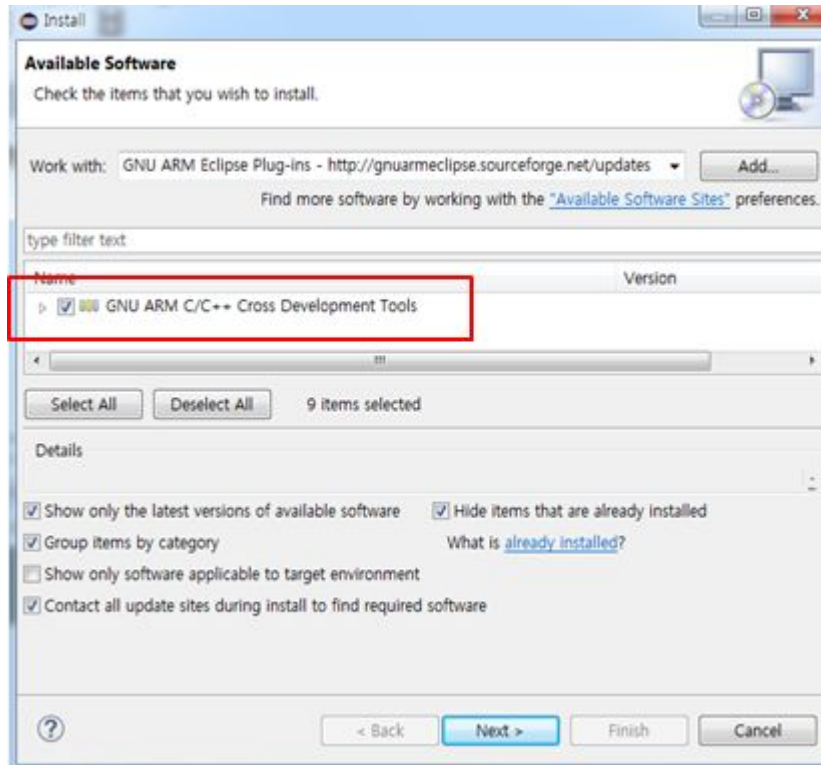 Install
Available Software
Check the items that you wish to install.
Work with: GNU ARM Eclipse Plug-ins - http://gnuarmeclipse.sourceforge.net/updates Add...
Find more software by working with the "Available Software Sites" preferences.
type filter text
Name Version
GNU ARM C/C++ Cross Development Tools
Select All Deselect All 9 items selected
Details
Show only the latest versions of available software Hide items that are already installed
Group items by category What is already installed?
Show only software applicable to target environment
Contact all update sites during install to find required software
? < Back Next > Finish Cancel